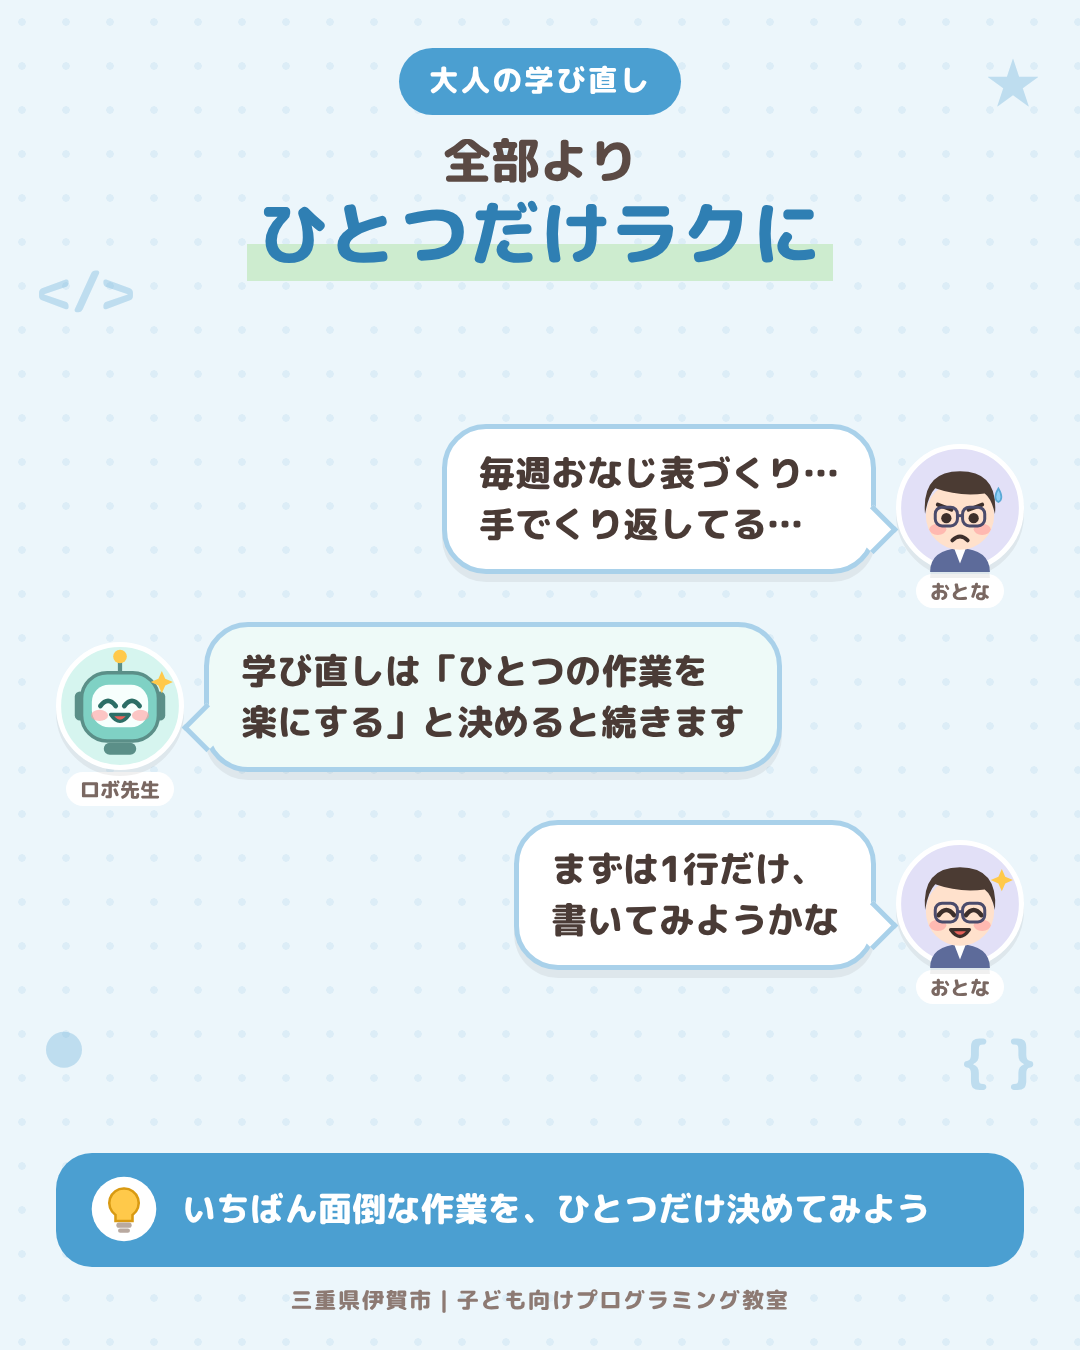 大人の学び直し
全部より
ひとつだけラクに
</>
毎週おなじ表づくり…
手でくり返してる…
おとな
学び直しは「ひとつの作業を
楽にする」と決めると続きます
ロボ先生
まずは1行だけ、
書いてみようかな
おとな
{ }
いちばん面倒な作業を、ひとつだけ決めてみよう
三重県伊賀市｜子ども向けプログラミング教室